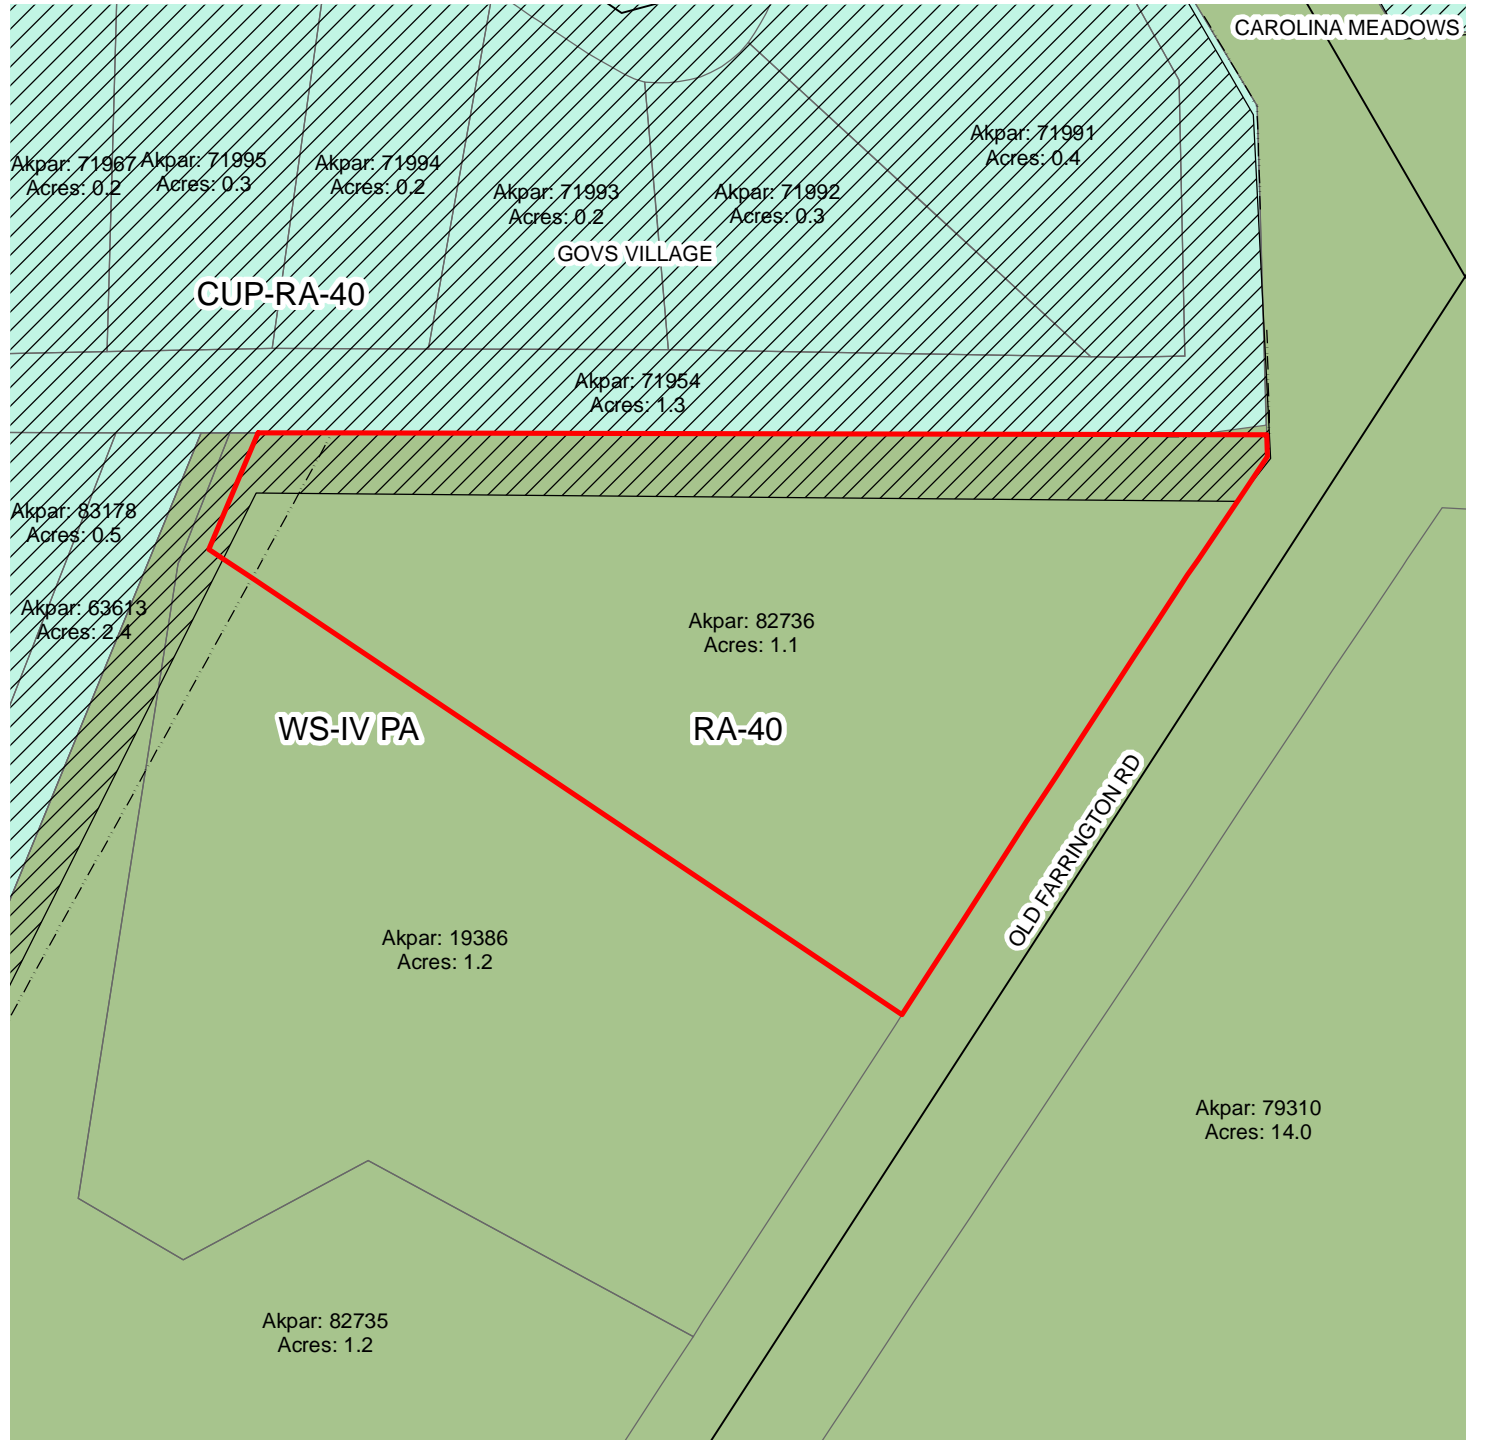 CAROLINA MEADOWS
Akpar: 71991
Acres: 0.4
Akpar: 71967
Acres: 0.2
Akpar: 71995
Acres: 0.3
Akpar: 71994
Acres: 0.2
Akpar: 71993
Acres: 0.2
Akpar: 71992
Acres: 0.3
GOVS VILLAGE
CUP-RA-40
Akpar: 71954
Acres: 1.3
Akpar: 83178
Acres: 0.5
Akpar: 63613
Acres: 2.4
Akpar: 82736
Acres: 1.1
WS-IV PA
RA-40
OLD FARRINGTON RD
Akpar: 19386
Acres: 1.2
Akpar: 79310
Acres: 14.0
Akpar: 82735
Acres: 1.2